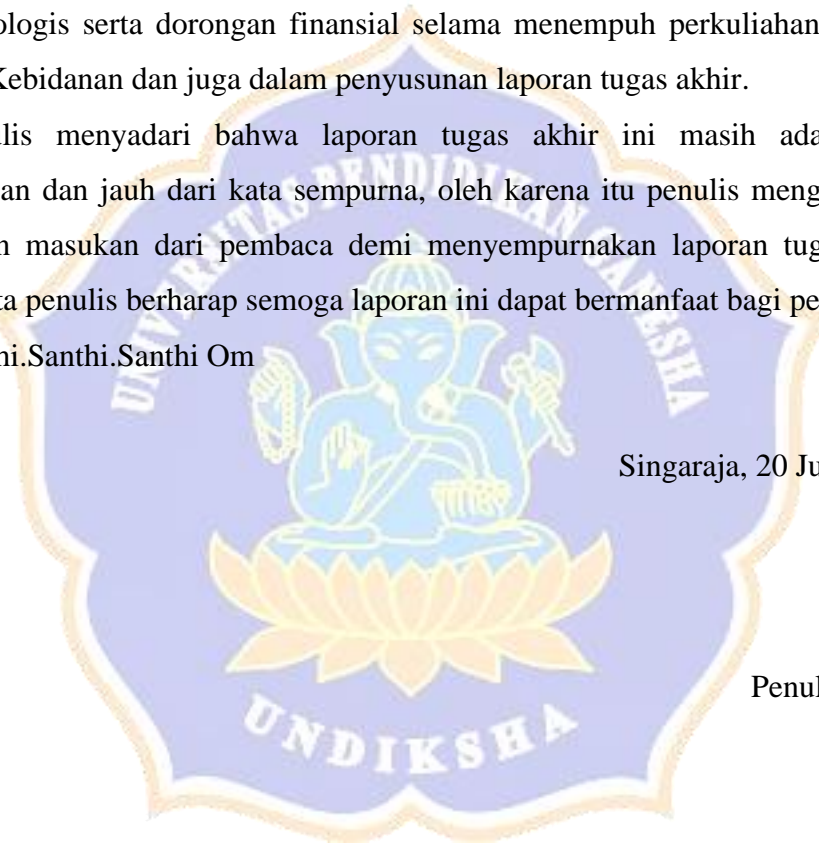 ologis serta dorongan finansial selama menempuh perkuliahan
Kebidanan dan juga dalam penyusunan laporan tugas akhir.
ulis menyadari bahwa laporan tugas akhir ini masih ada
an dan jauh dari kata sempurna, oleh karena itu penulis meng
n masukan dari pembaca demi menyempurnakan laporan tug
ta penulis berharap semoga laporan ini dapat bermanfaat bagi pe
ni.Santhi.Santhi Om
Singaraja, 20 Ju
Penul
UNIVERSITAS PENDIDIKAN GANESHA
UNDIKSHA